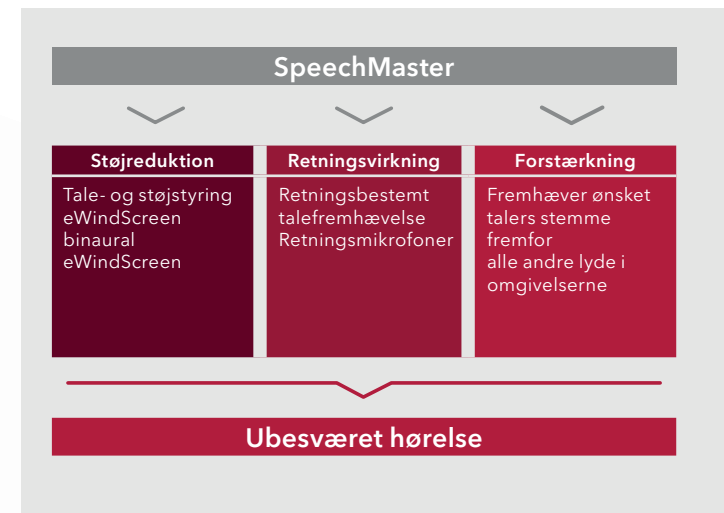 SpeechMaster
Støjreduktion
Tale- og støjstyring
eWindScreen
binaural
eWindScreen
Retningsvirkning
Retningsbestemt
talefremhævelse
Retningsmikrofoner
Forstærkning
Fremhæver ønsket
talers stemme
fremfor
alle andre lyde i
omgivelserne
Ubesværet hørelse